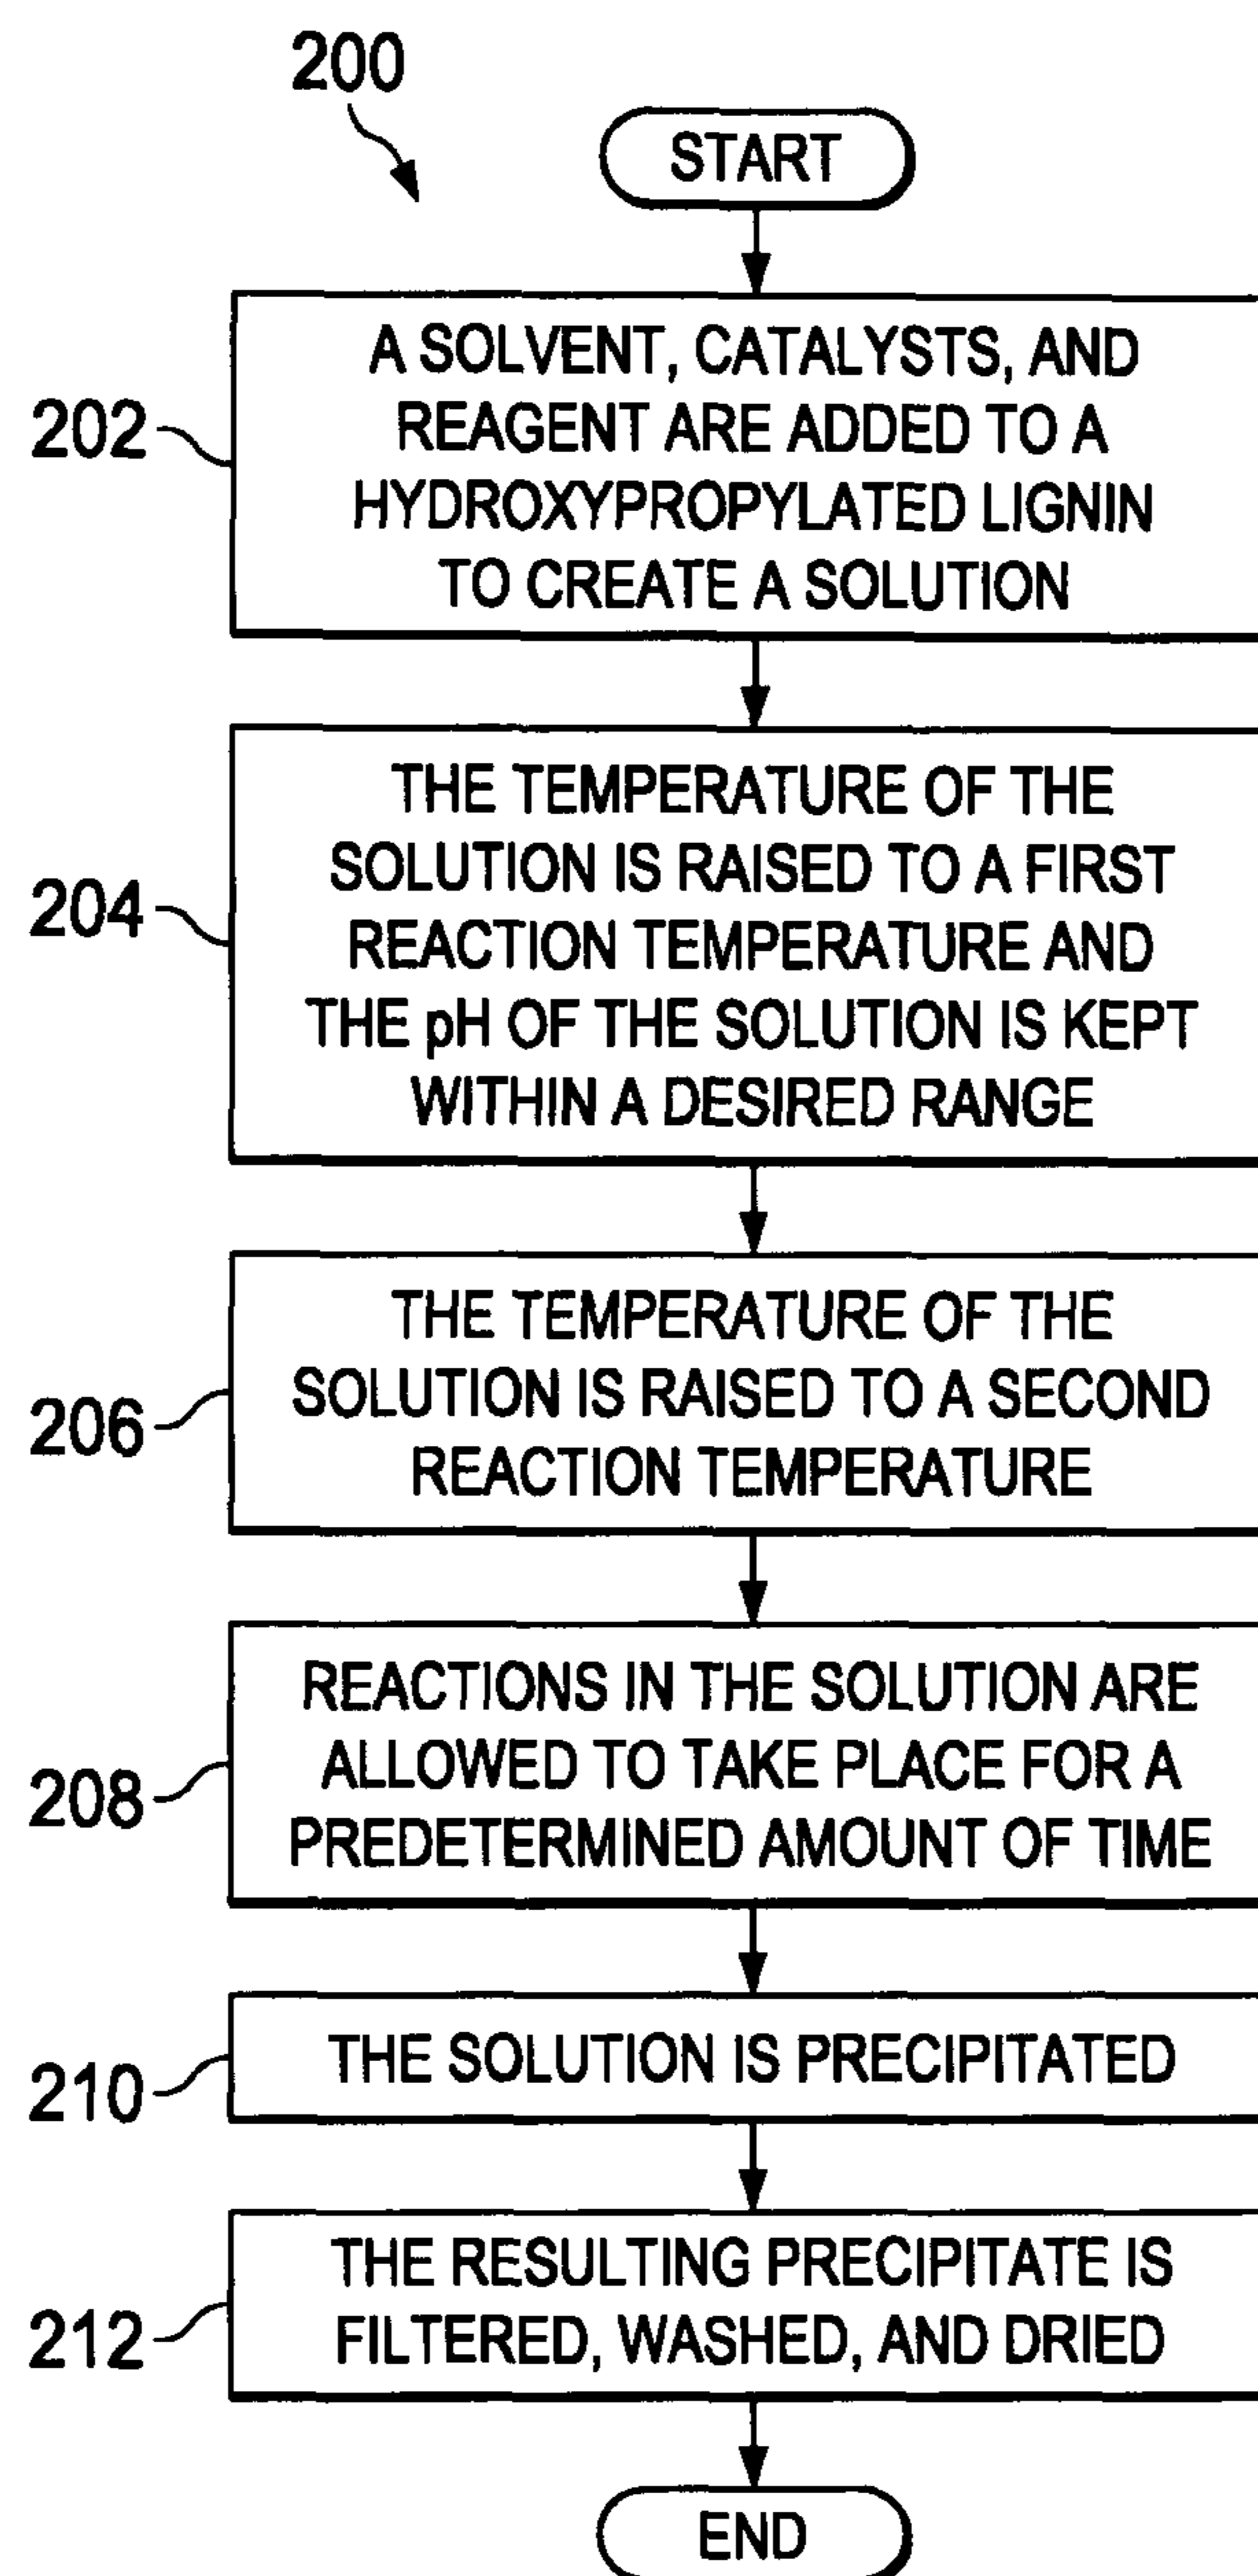 200
START
202
A SOLVENT, CATALYSTS, AND
REAGENT ARE ADDED TO A
HYDROXYPROPYLATED LIGNIN
TO CREATE A SOLUTION
204
THE TEMPERATURE OF THE
SOLUTION IS RAISED TO A FIRST
REACTION TEMPERATURE AND
THE pH OF THE SOLUTION IS KEPT
WITHIN A DESIRED RANGE
206
THE TEMPERATURE OF THE
SOLUTION IS RAISED TO A SECOND
REACTION TEMPERATURE
208
REACTIONS IN THE SOLUTION ARE
ALLOWED TO TAKE PLACE FOR A
PREDETERMINED AMOUNT OF TIME
210
THE SOLUTION IS PRECIPITATED
212
THE RESULTING PRECIPITATE IS
FILTERED, WASHED, AND DRIED
END